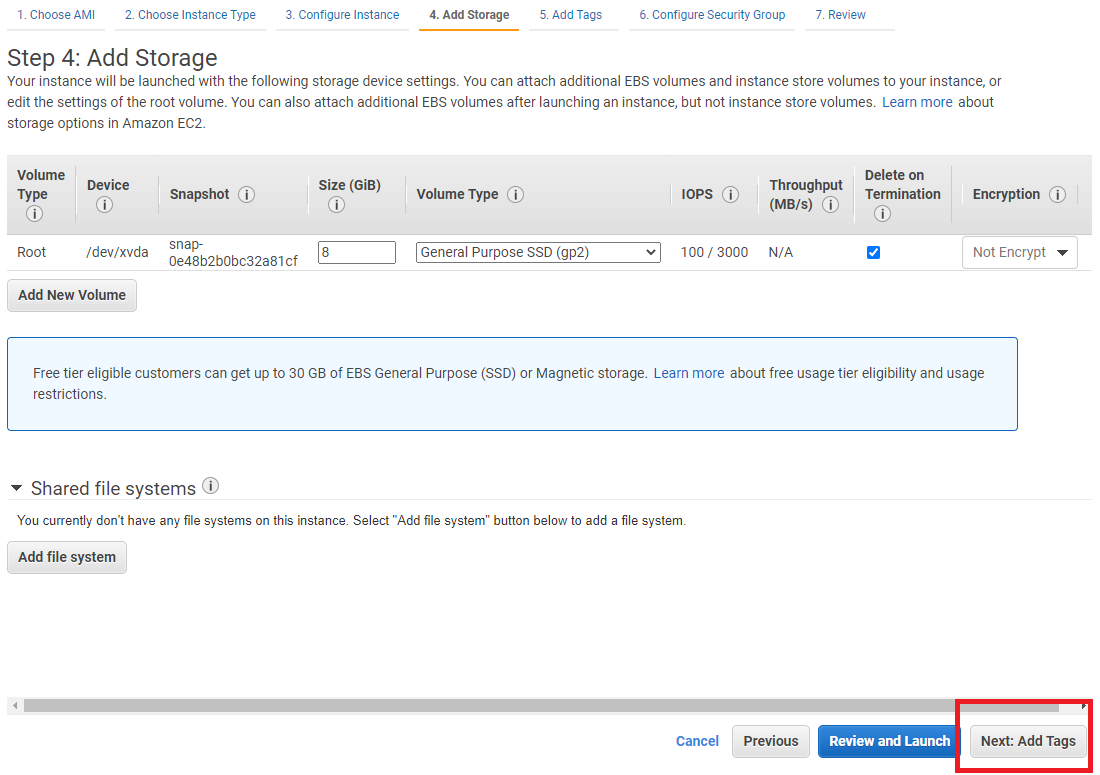 1. Choose AMI 2. Choose Instance Type 3. Configure Instance 4. Add Storage 5. Add Tags 6. Configure Security Group 7. Review
Step 4: Add Storage
Your instance will be launched with the following storage device settings. You can attach additional EBS volumes and instance store volumes to your instance, or
edit the settings of the root volume. You can also attach additional EBS volumes after launching an instance, but not instance store volumes. Learn more about
storage options in Amazon EC2.
Volume Type i Device i Snapshot i Size (GiB) i Volume Type i IOPS i Throughput (MB/s) i Delete on Termination i Encryption i
Root /dev/xvda snap-0e48b2b0bc32a81cf 8 General Purpose SSD (gp2) 100 / 3000 N/A Not Encrypt
Add New Volume
Free tier eligible customers can get up to 30 GB of EBS General Purpose (SSD) or Magnetic storage. Learn more about free usage tier eligibility and usage
restrictions.
Shared file systems i
You currently don't have any file systems on this instance. Select "Add file system" button below to add a file system.
Add file system
Cancel Previous Review and Launch Next: Add Tags